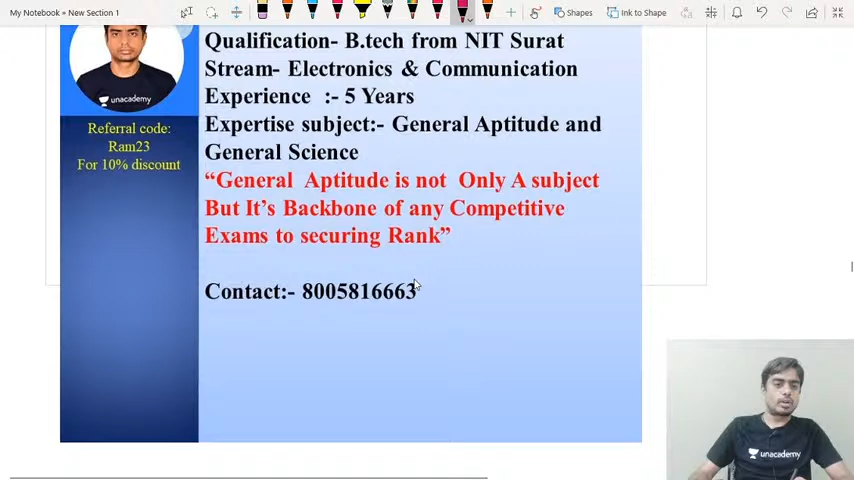 My Notebook » New Section 1
Shapes
Ink to Shape
unacademy
Referral code:
Ram23
For 10% discount
Qualification- B.tech from NIT Surat
Stream- Electronics & Communication
Experience :- 5 Years
Expertise subject:- General Aptitude and
General Science
“General Aptitude is not Only A subject
But It’s Backbone of any Competitive
Exams to securing Rank”
Contact:- 8005816663
unacademy